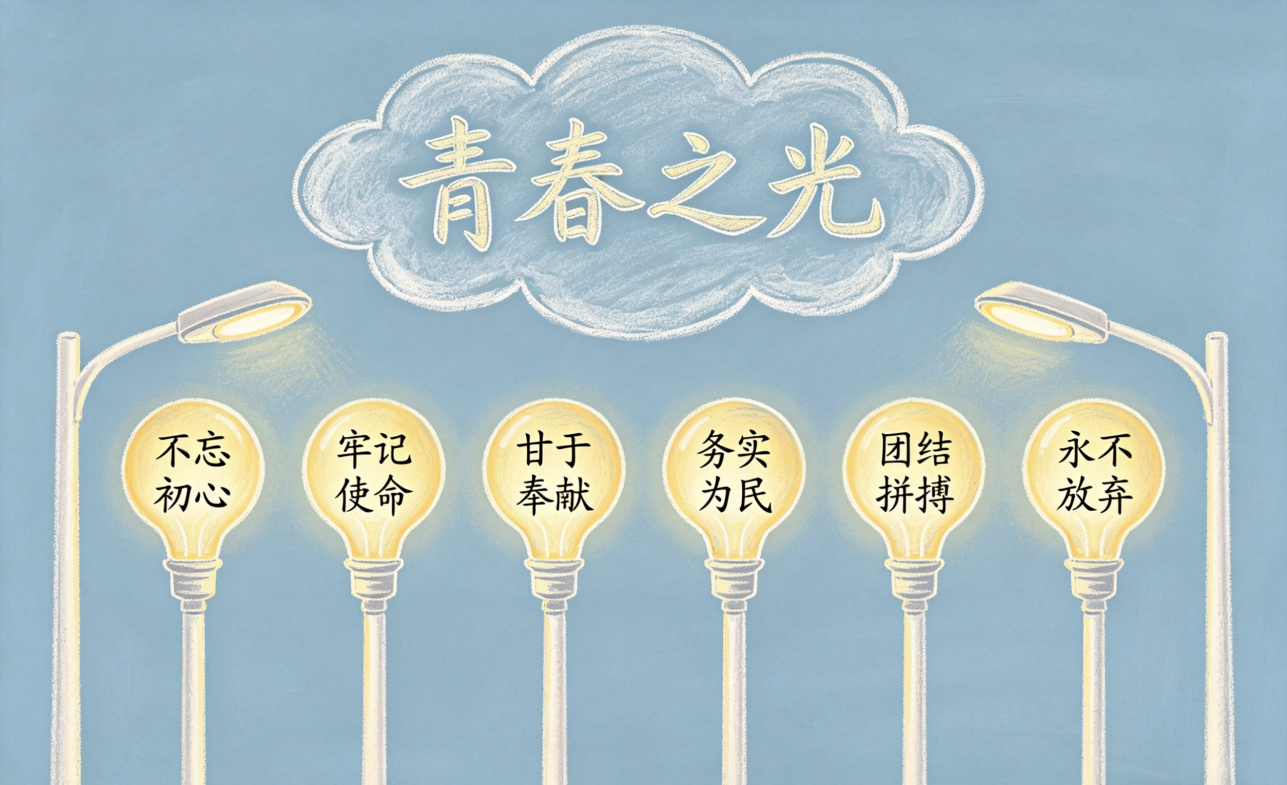 青春之光
不忘
初心
牢记
使命
甘于
奉献
务实
为民
团结
拼搏
永不
放弃